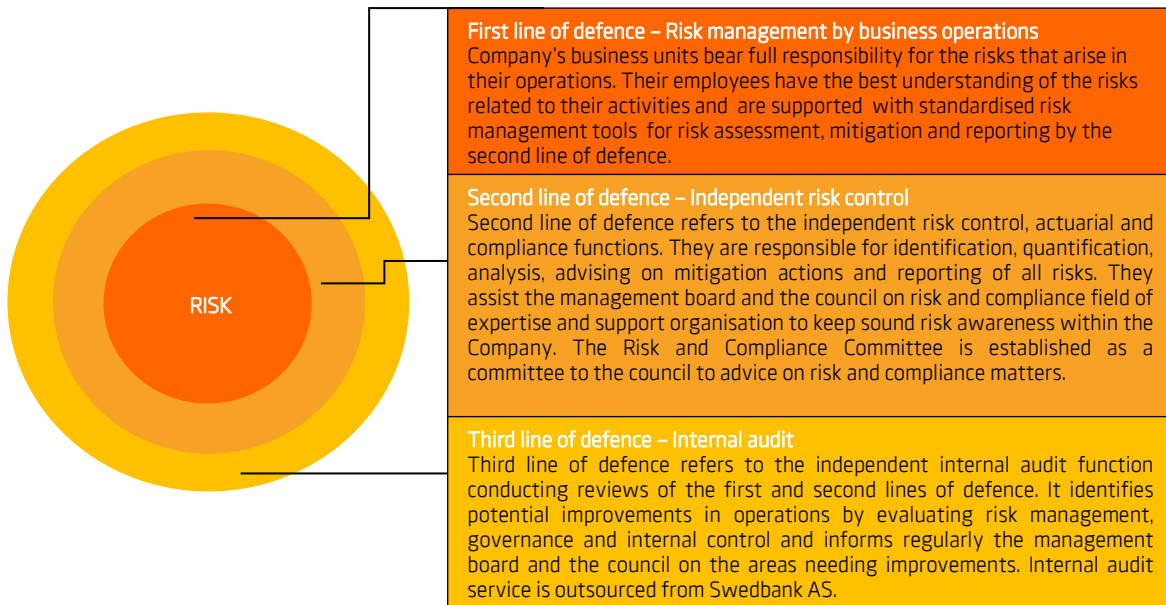 RISK
First line of defence – Risk management by business operations
Company's business units bear full responsibility for the risks that arise in
their operations. Their employees have the best understanding of the risks
related to their activities and are supported with standardised risk
management tools for risk assessment, mitigation and reporting by the
second line of defence.
Second line of defence – Independent risk control
Second line of defence refers to the independent risk control, actuarial and
compliance functions. They are responsible for identification, quantification,
analysis, advising on mitigation actions and reporting of all risks. They
assist the management board and the council on risk and compliance field of
expertise and support organisation to keep sound risk awareness within the
Company. The Risk and Compliance Committee is established as a
committee to the council to advice on risk and compliance matters.
Third line of defence – Internal audit
Third line of defence refers to the independent internal audit function
conducting reviews of the first and second lines of defence. It identifies
potential improvements in operations by evaluating risk management,
governance and internal control and informs regularly the management
board and the council on the areas needing improvements. Internal audit
service is outsourced from Swedbank AS.